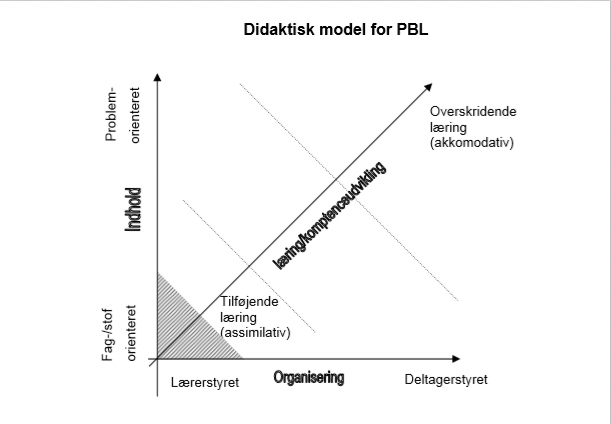 Didaktisk model for PBL
Problem-
orienteret
Indhold
Fag-/stof
orienteret
Overskridende
læring
(akkomodativ)
læring/komptenceudvikling
Tilføjende
læring
(assimilativ)
Lærerstyret
Organisering
Deltagerstyret